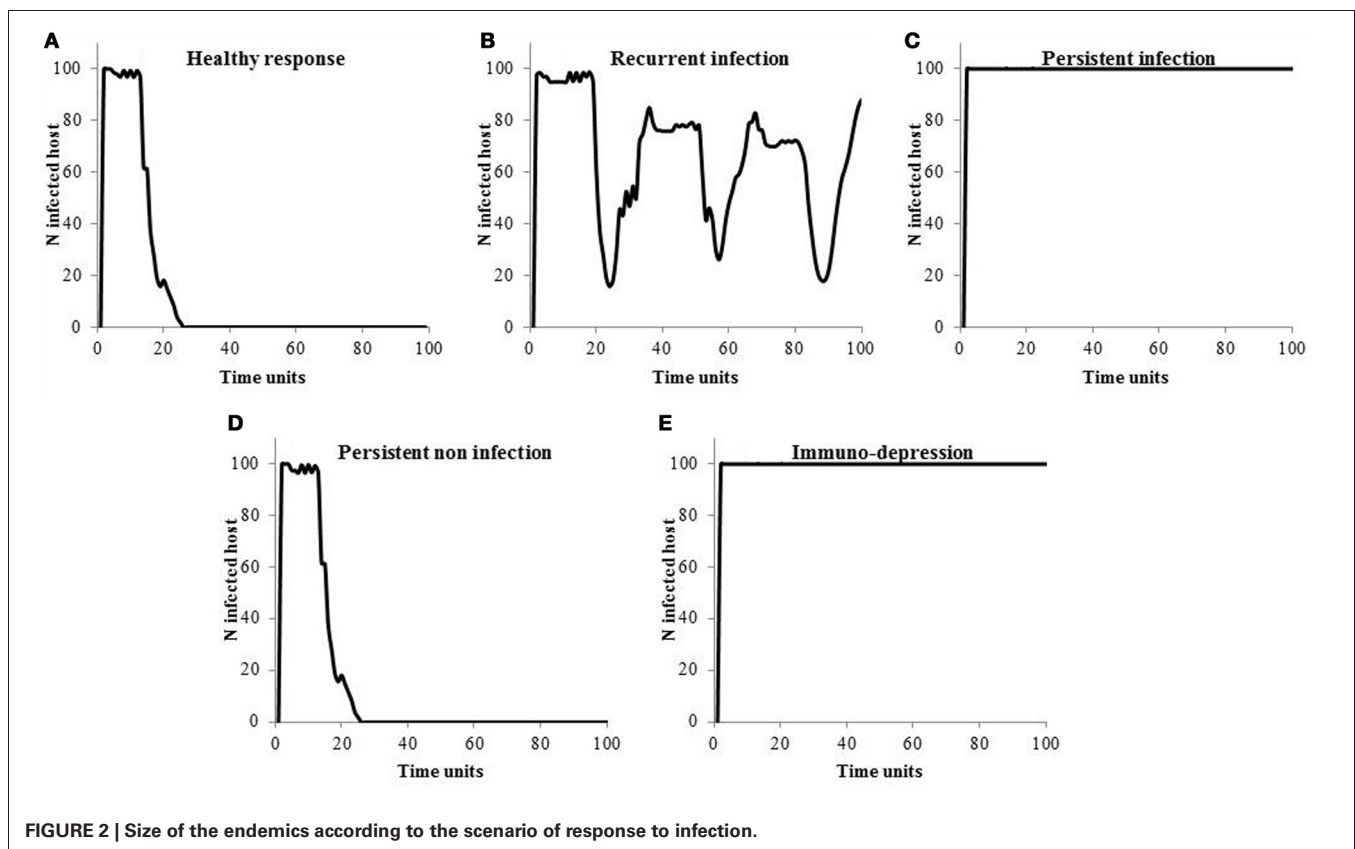 A
Healthy response
N infected host
100
80
60
40
20
0
0 20 40 60 80 100
Time units
B
Recurrent infection
N infected host
100
80
60
40
20
0
0 20 40 60 80 100
Time units
C
Persistent infection
N infected host
100
80
60
40
20
0
0 20 40 60 80 100
Time units
D
Persistent non infection
N infected host
100
80
60
40
20
0
0 20 40 60 80 100
Time units
E
Immuno-depression
N infected host
100
80
60
40
20
0
0 20 40 60 80 100
Time units
FIGURE 2 | Size of the endemics according to the scenario of response to infection.